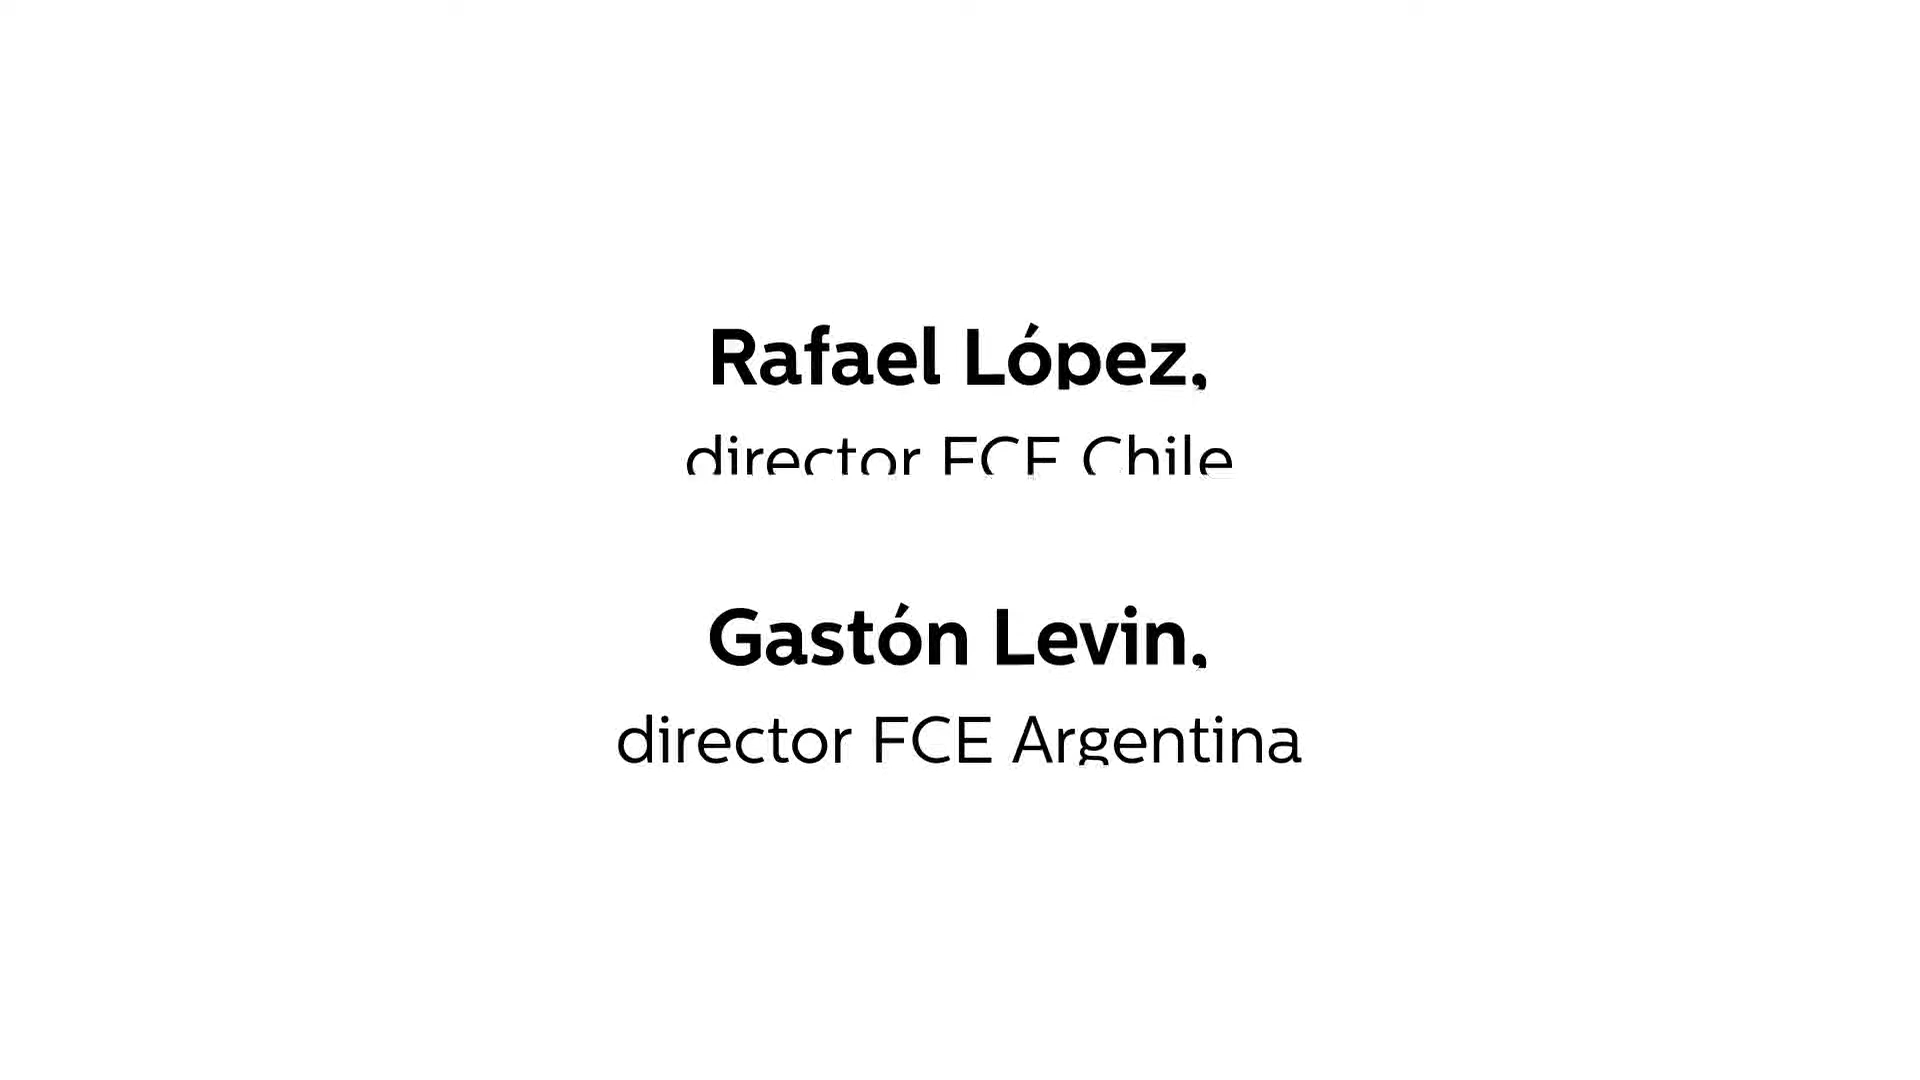 Rafael López,
director FCE Chile
Gastón Levin,
director FCE Argentina